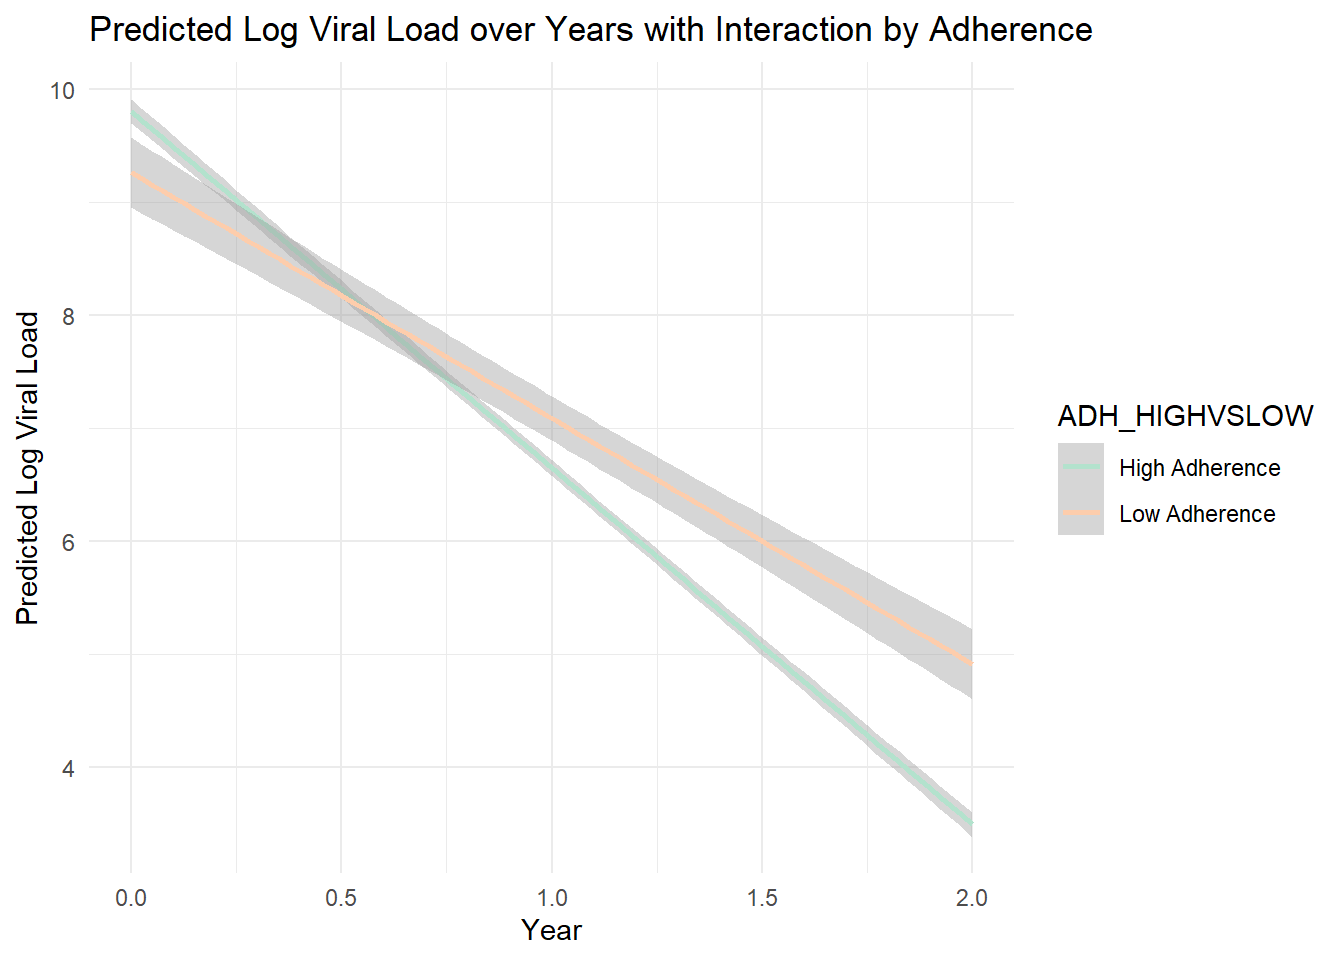 Predicted Log Viral Load over Years with Interaction by Adherence
10
8
6
4
Predicted Log Viral Load
0.0 0.5 1.0 1.5 2.0
Year
ADH_HIGHVSLOW
High Adherence
Low Adherence